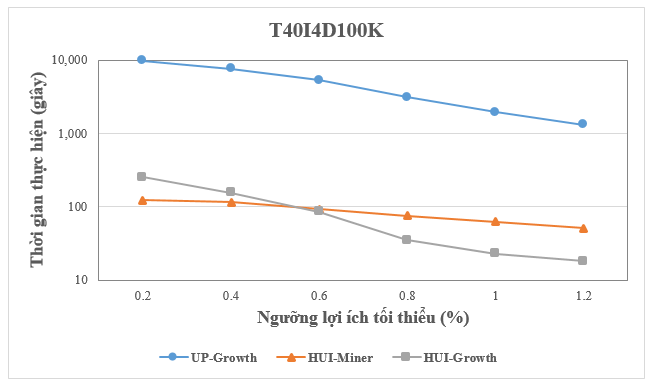 T40I4D100K
Thời gian thực hiện (giây)
10,000
1,000
100
10
0.2 0.4 0.6 0.8 1 1.2
Ngưỡng lợi ích tối thiểu (%)
UP-Growth HUI-Miner HUI-Growth